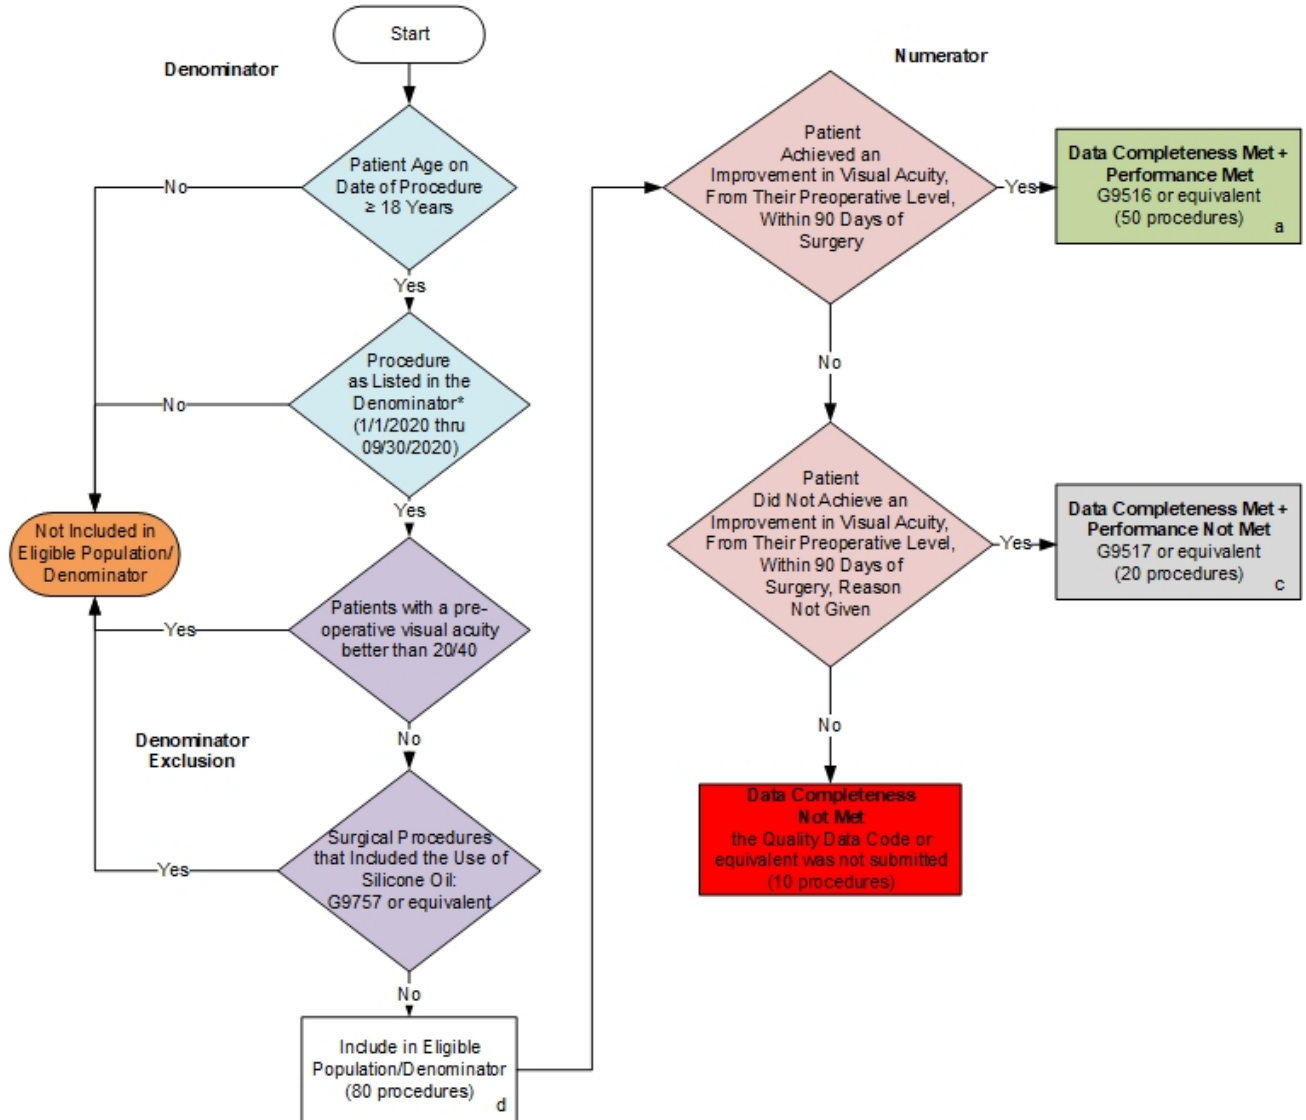 Start
Denominator
Patient Age on
Date of Procedure
≥ 18 Years
No
Yes
Procedure
as Listed in the
Denominator*
(1/1/2020 thru
09/30/2020)
No
Yes
Not Included in
Eligible Population/
Denominator
Patients with a pre-
operative visual acuity
better than 20/40
Yes
No
Denominator
Exclusion
Surgical Procedures
that Included the Use of
Silicone Oil:
G9757 or equivalent
Yes
No
Include in Eligible
Population/Denominator
(80 procedures)
d
Numerator
Patient
Achieved an
Improvement in Visual Acuity,
From Their Preoperative Level,
Within 90 Days of
Surgery
Yes
Data Completeness Met +
Performance Met
G9516 or equivalent
(50 procedures)
a
No
Patient
Did Not Achieve an
Improvement in Visual Acuity,
From Their Preoperative Level,
Within 90 Days of
Surgery, Reason
Not Given
Yes
Data Completeness Met +
Performance Not Met
G9517 or equivalent
(20 procedures)
c
No
Data Completeness
Not Met
the Quality Data Code or
equivalent was not submitted
(10 procedures)